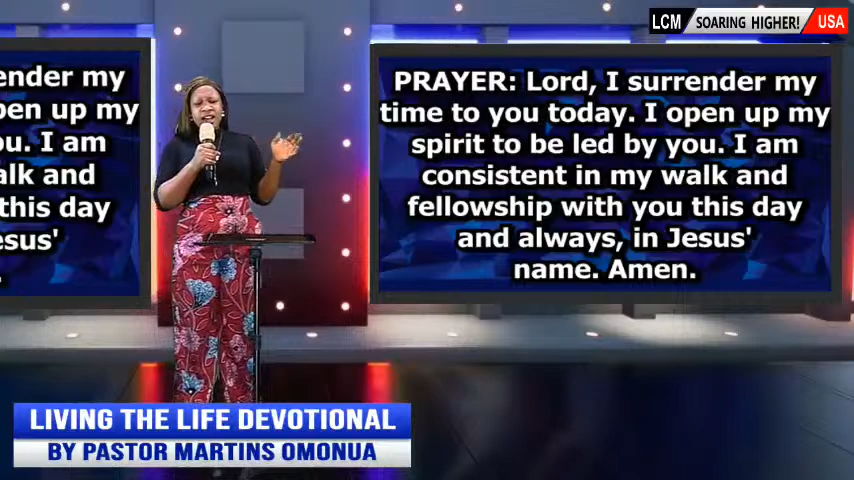 LCM SOARING HIGHER! USA
ender my
pen up my
ou. I am
alk and
this day
esus'
PRAYER: Lord, I surrender my
time to you today. I open up my
spirit to be led by you. I am
consistent in my walk and
fellowship with you this day
and always, in Jesus'
name. Amen.
LIVING THE LIFE DEVOTIONAL
BY PASTOR MARTINS OMONUA